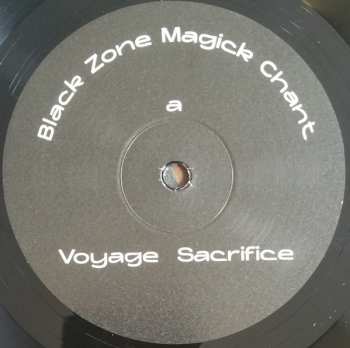 Black Zone Magick Chant
a
Voyage Sacrifice